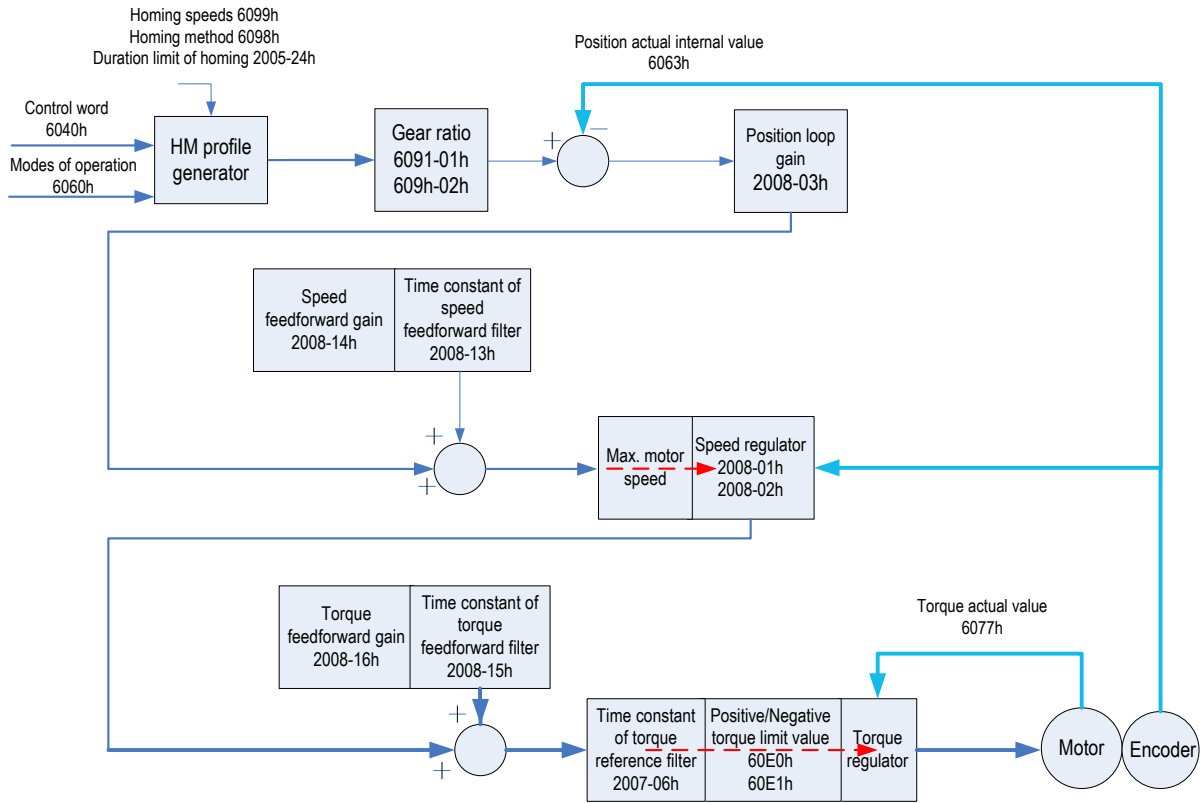 Homing speeds 6099h
Homing method 6098h
Duration limit of homing 2005-24h
Position actual internal value
6063h
Control word
6040h
Modes of operation
6060h
HM profile
generator
Gear ratio
6091-01h
609h-02h
+
−
Position loop
gain
2008-03h
Speed
feedforward gain
2008-14h
Time constant of
speed
feedforward filter
2008-13h
+
+
Max. motor
speed
Speed regulator
2008-01h
2008-02h
Torque
feedforward gain
2008-16h
Time constant of
torque
feedforward filter
2008-15h
Torque actual value
6077h
+
+
Time constant
of torque
reference filter
2007-06h
Positive/Negative
torque limit value
60E0h
60E1h
Torque
regulator
Motor
Encoder